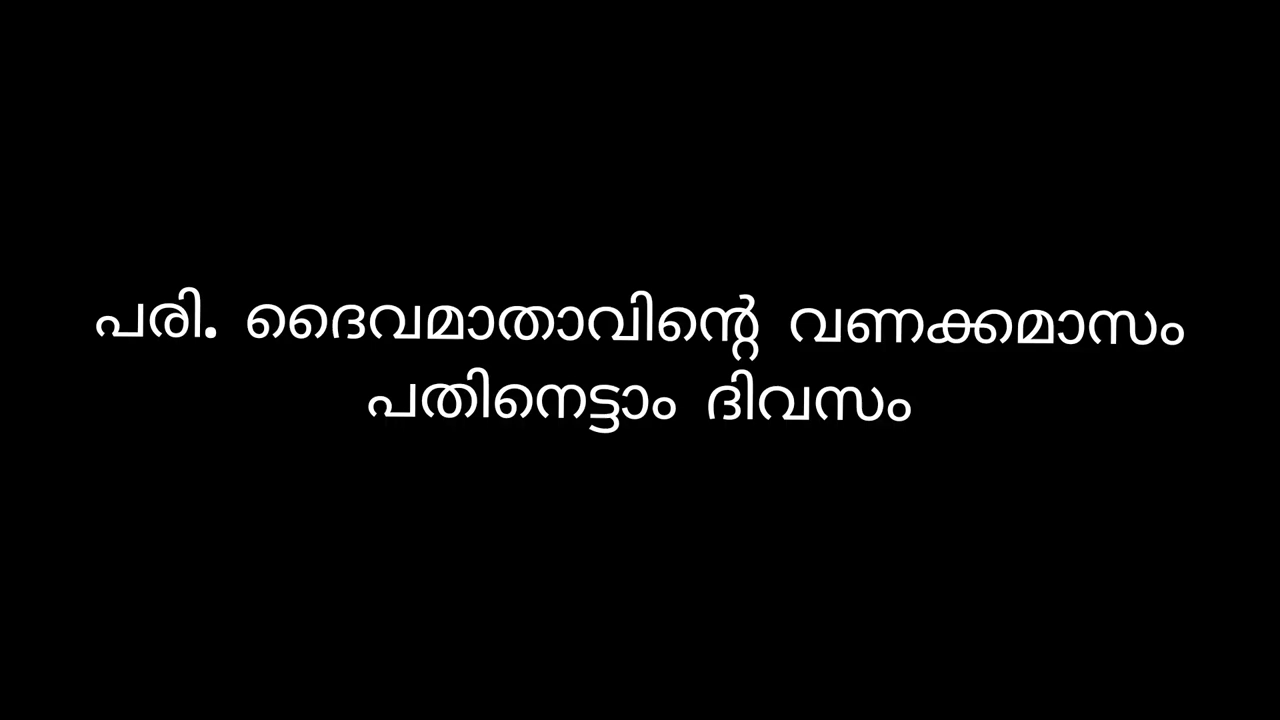 പരി. ദൈവമാതാവിന്റെ വണക്കമാസം
പതിനെട്ടാം ദിവസം